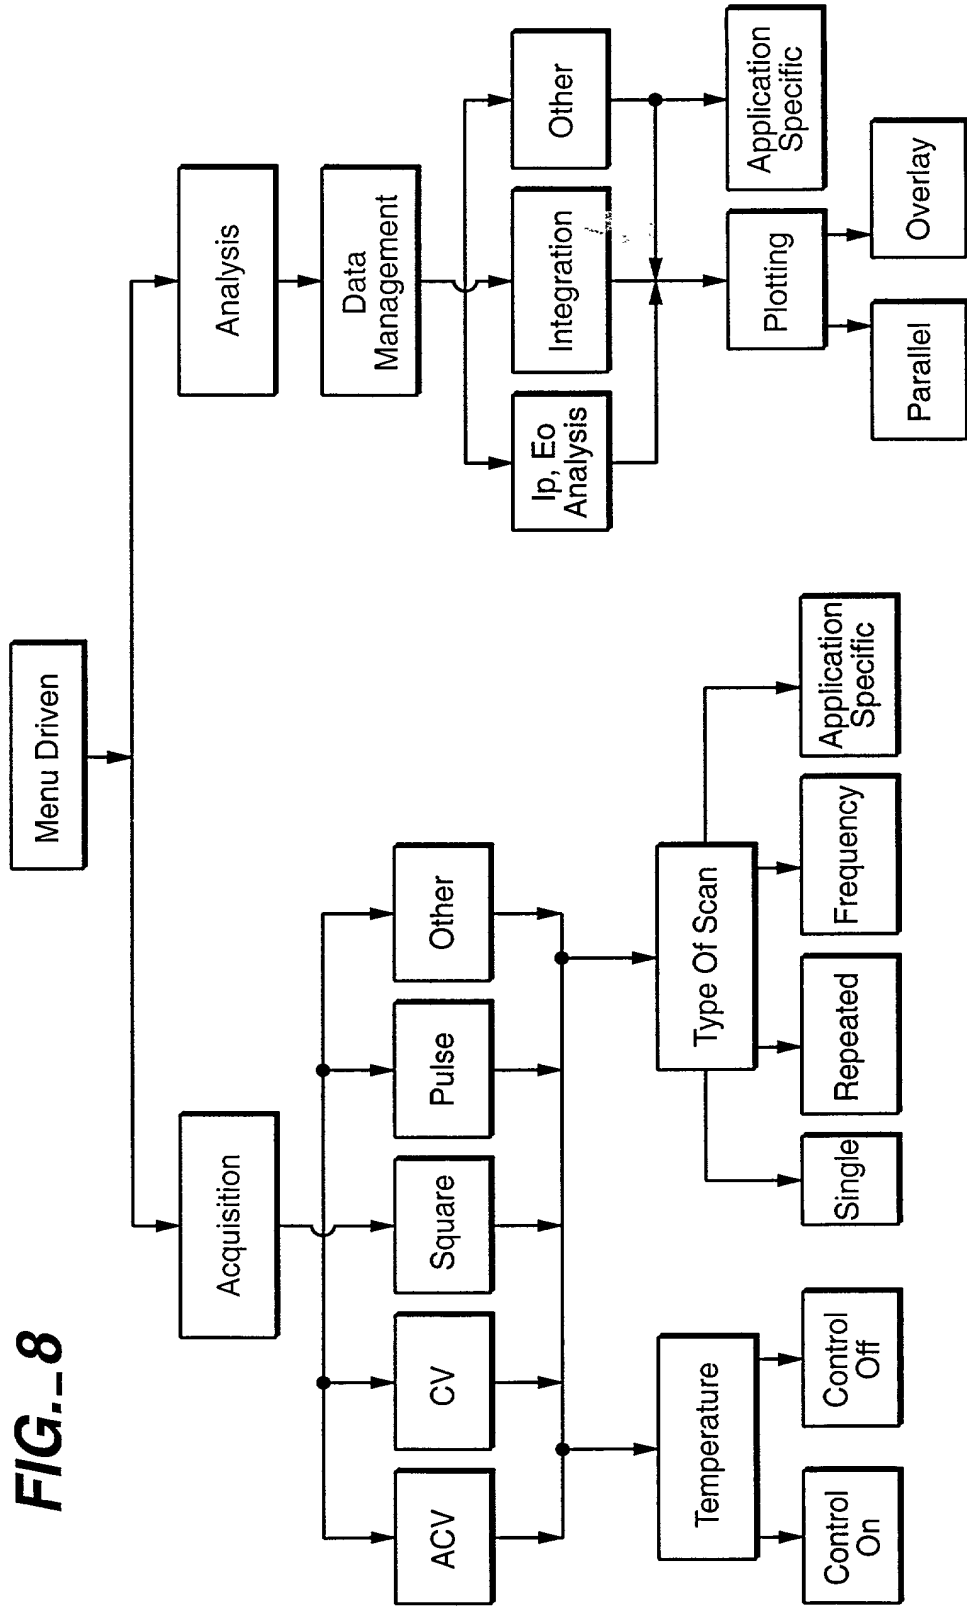 FIG._8
Menu Driven
Acquisition
Analysis
Data
Management
ACV
CV
Square
Pulse
Other
Ip, Eo
Analysis
Integration
Other
Temperature
Type Of Scan
Plotting
Application
Specific
Control
On
Control
Off
Single
Repeated
Frequency
Application
Specific
Parallel
Overlay